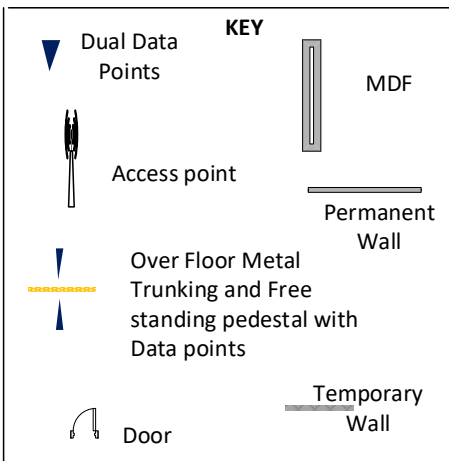 KEY
Dual Data
Points
MDF
Access point
Permanent
Wall
Over Floor Metal
Trunking and Free
standing pedestal with
Data points
Temporary
Wall
Door